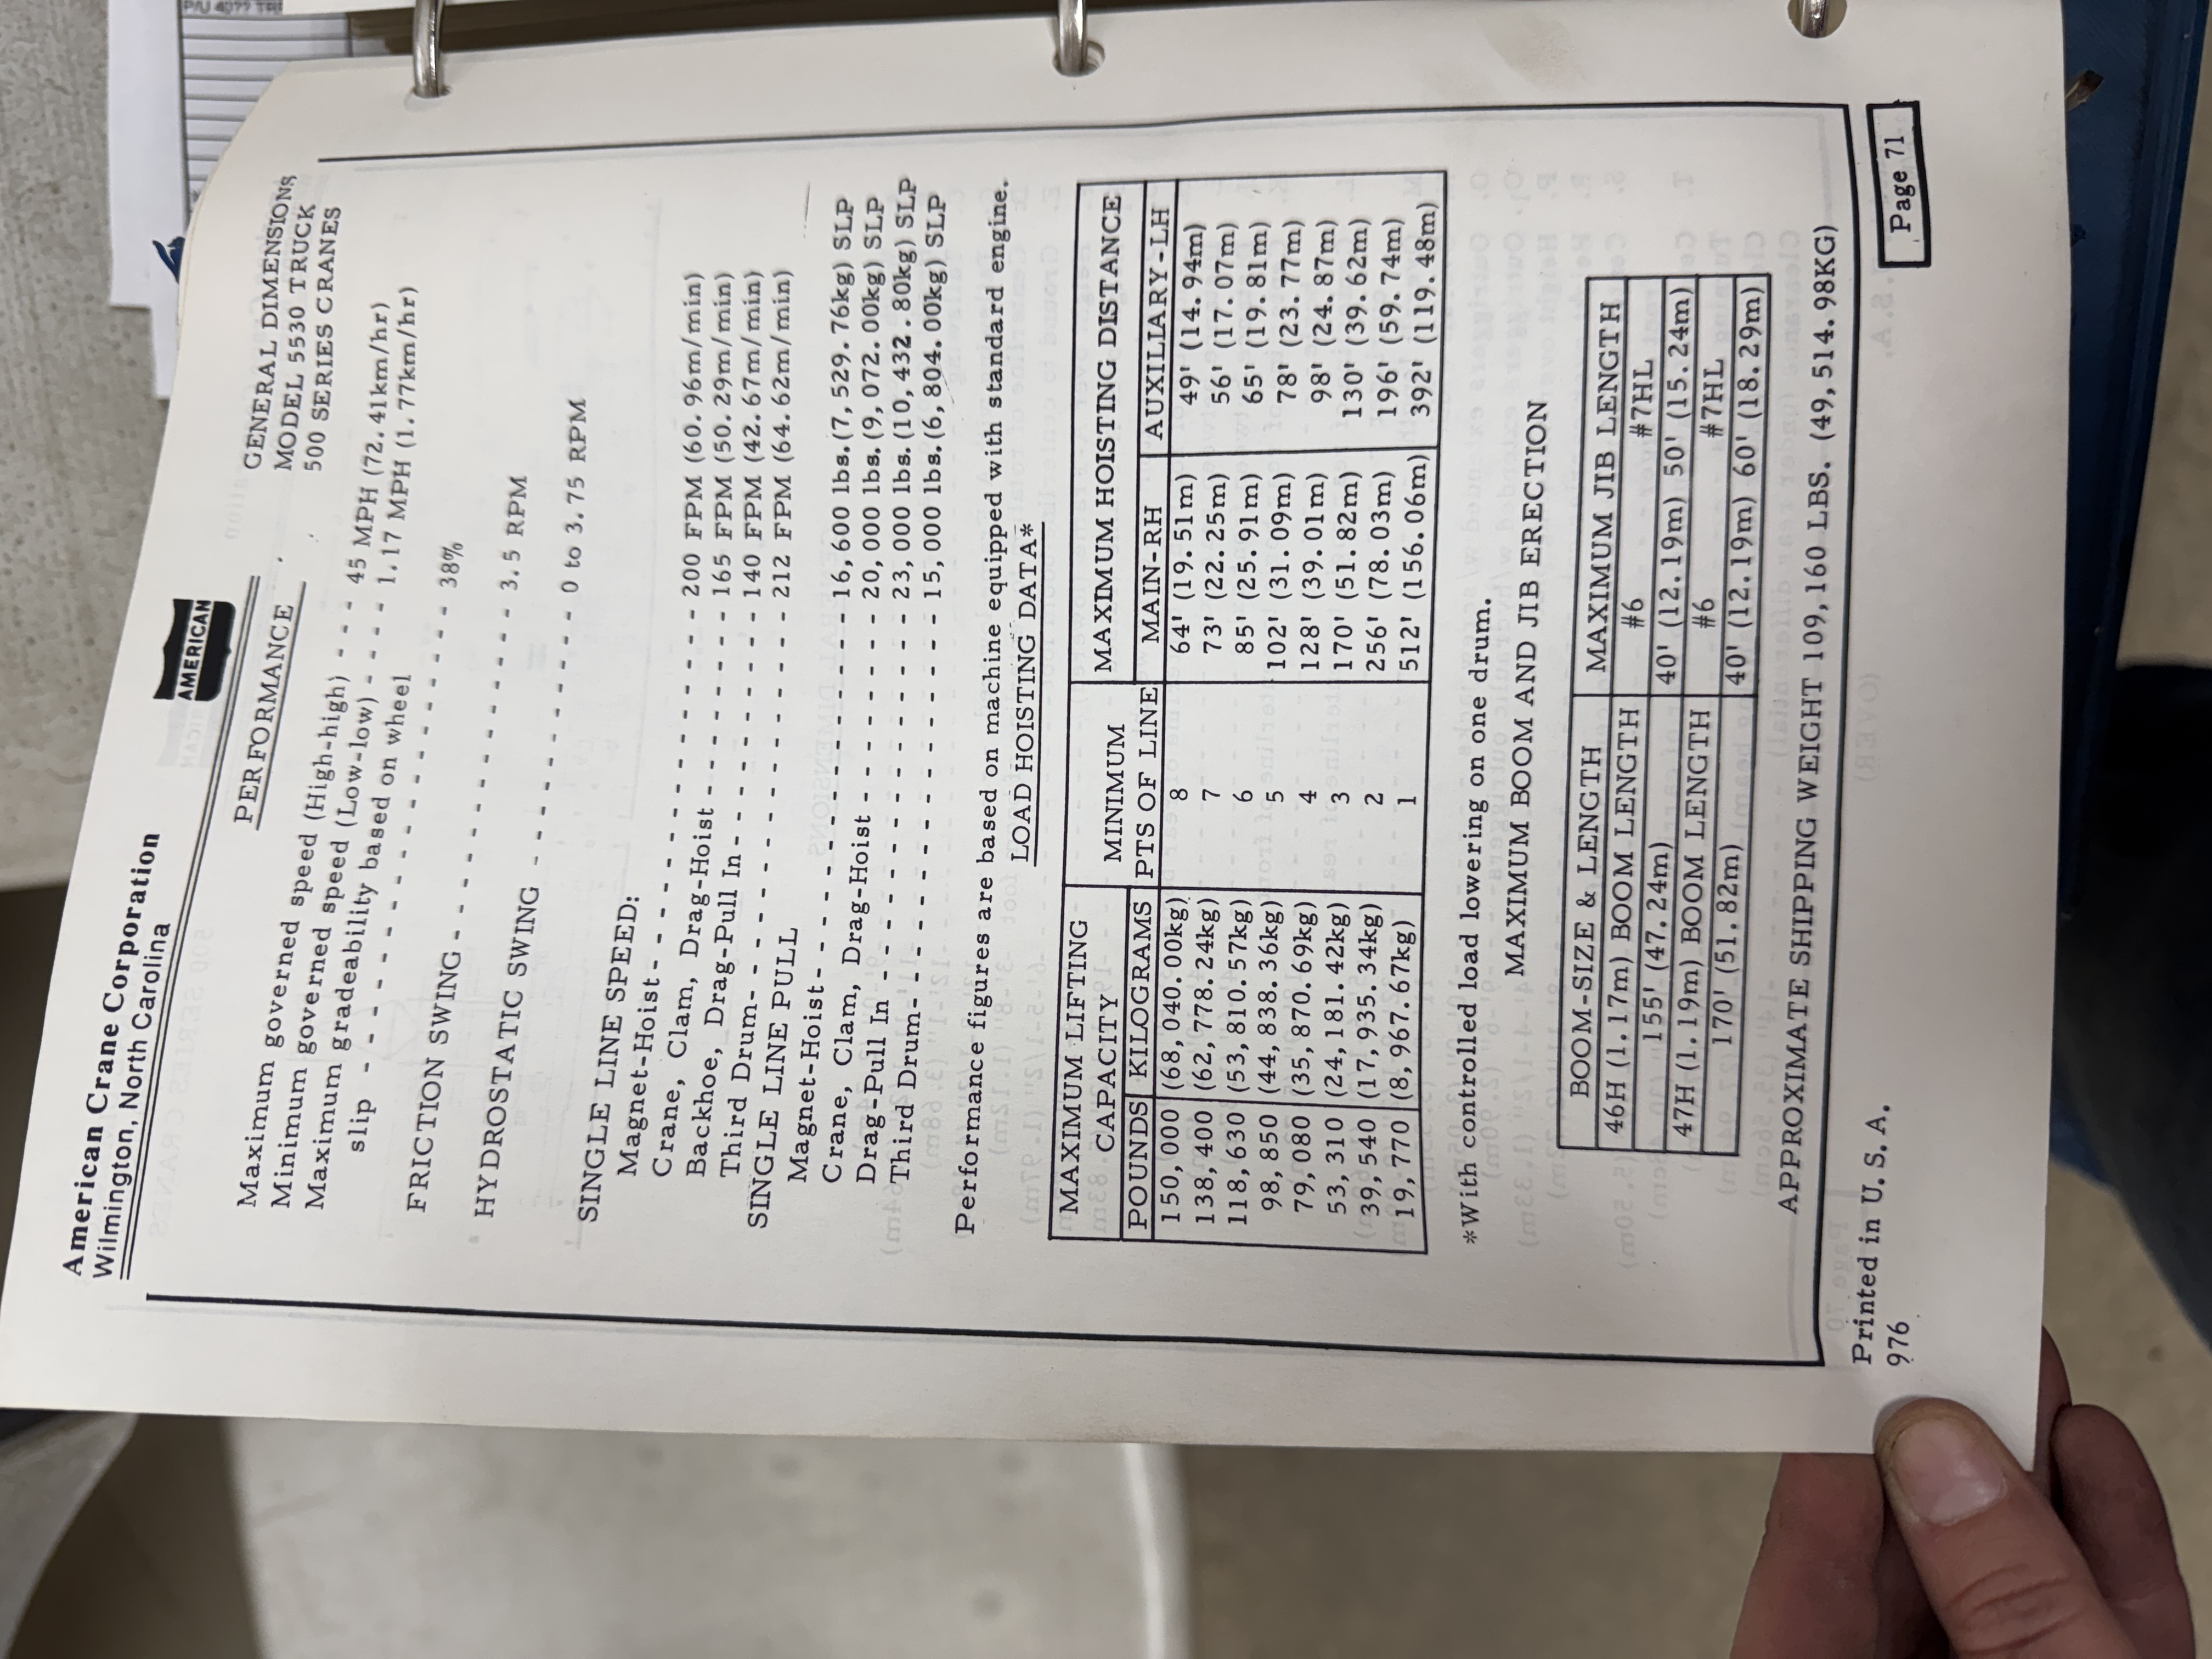 P/U 4077 TRE
American Crane Corporation
Wilmington, North Carolina
AMERICAN
GENERAL DIMENSIONS
MODEL 5530 TRUCK
500 SERIES CRANES
PERFORMANCE
Maximum governed speed (High-high) - - - 45 MPH (72.41km/hr)
Minimum governed speed (Low-low) - - - - 1.17 MPH (1.77km/hr)
Maximum gradeability based on wheel
slip - - - - - - - - - - - - - - - - - 38%
FRICTION SWING - - - - - - - - - - - - - - - 3.5 RPM
HYDROSTATIC SWING - - - - - - - - - - - - 0 to 3.75 RPM
SINGLE LINE SPEED:
Magnet-Hoist - - - - - - - - - - - - - - - 200 FPM (60.96m/min)
Crane, Clam, Drag-Hoist - - - - - - - - 165 FPM (50.29m/min)
Backhoe, Drag-Pull In - - - - - - - - - - 140 FPM (42.67m/min)
Third Drum - - - - - - - - - - - - - - - - 212 FPM (64.62m/min)
SINGLE LINE PULL
Magnet-Hoist - - - - - - - - - - - - - - - 16,600 lbs.(7,529.76kg) SLP
Crane, Clam, Drag-Hoist - - - - - - - - 20,000 lbs.(9,072.00kg) SLP
Drag-Pull In - - - - - - - - - - - - - - - 23,000 lbs.(10,432.80kg) SLP
Third Drum - - - - - - - - - - - - - - - - 15,000 lbs.(6,804.00kg) SLP
Performance figures are based on machine equipped with standard engine.
LOAD HOISTING DATA*
MAXIMUM LIFTING CAPACITY MINIMUM PTS OF LINE MAXIMUM HOISTING DISTANCE
POUNDS KILOGRAMS MAIN-RH AUXILIARY-LH
150,000 (68,040.00kg) 8 64' (19.51m) 49' (14.94m)
138,400 (62,778.24kg) 7 73' (22.25m) 56' (17.07m)
118,630 (53,810.57kg) 6 85' (25.91m) 65' (19.81m)
98,850 (44,838.36kg) 5 102' (31.09m) 78' (23.77m)
79,080 (35,870.69kg) 4 128' (39.01m) 98' (24.87m)
53,310 (24,181.42kg) 3 170' (51.82m) 130' (39.62m)
39,540 (17,935.34kg) 2 256' (78.03m) 196' (59.74m)
19,770 (8,967.67kg) 1 512' (156.06m) 392' (119.48m)
*With controlled load lowering on one drum.
MAXIMUM BOOM AND JIB ERECTION
BOOM-SIZE & LENGTH MAXIMUM JIB LENGTH
46H (1.17m) BOOM LENGTH #6 #7HL
155' (47.24m) 40' (12.19m) 50' (15.24m)
47H (1.19m) BOOM LENGTH #6 #7HL
170' (51.82m) 40' (12.19m) 60' (18.29m)
APPROXIMATE SHIPPING WEIGHT 109,160 LBS. (49,514.98KG)
Printed in U.S.A.
976
Page 71